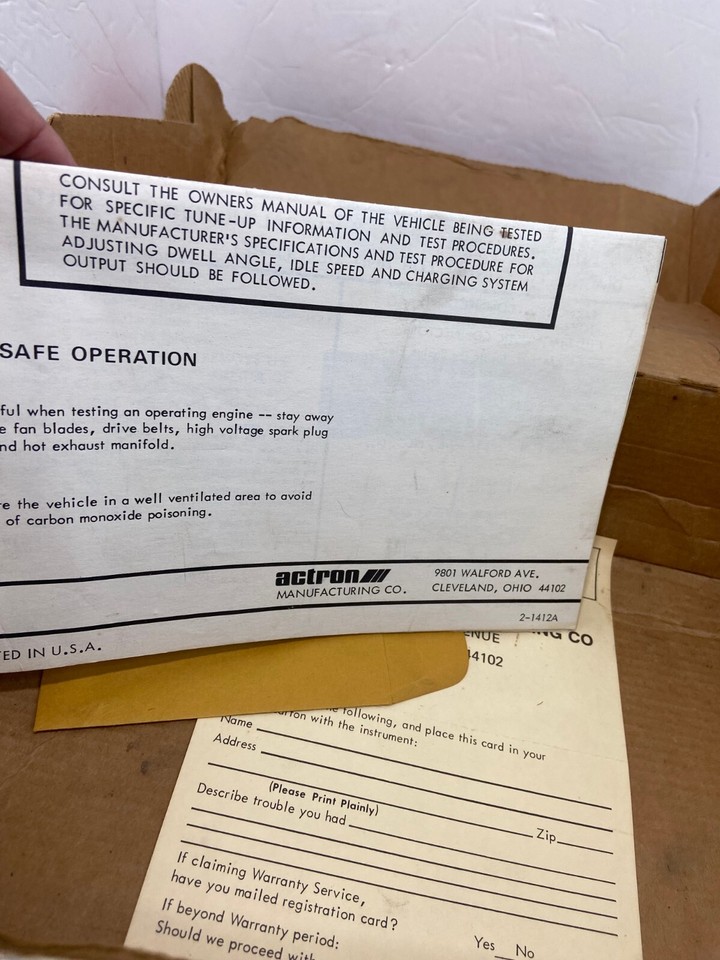 CONSULT THE OWNERS MANUAL OF THE VEHICLE BEING TESTED
FOR SPECIFIC TUNE-UP INFORMATION AND TEST PROCEDURES.
THE MANUFACTURER'S SPECIFICATIONS AND TEST PROCEDURE FOR
ADJUSTING DWELL ANGLE, IDLE SPEED AND CHARGING SYSTEM
OUTPUT SHOULD BE FOLLOWED.
SAFE OPERATION
ful when testing an operating engine -- stay away
e fan blades, drive belts, high voltage spark plug
nd hot exhaust manifold.
re the vehicle in a well ventilated area to avoid
of carbon monoxide poisoning.
actron
MANUFACTURING CO.
9801 WALFORD AVE.
CLEVELAND, OHIO 44102
2-1412A
TED IN U.S.A.
NG CO
ENUE
44102
following, and place this card in your
with the instrument:
Name
Address
(Please Print Plainly)
Zip
Describe trouble you had
If claiming Warranty Service,
have you mailed registration card?
Yes No
If beyond Warranty period:
Should we proceed with